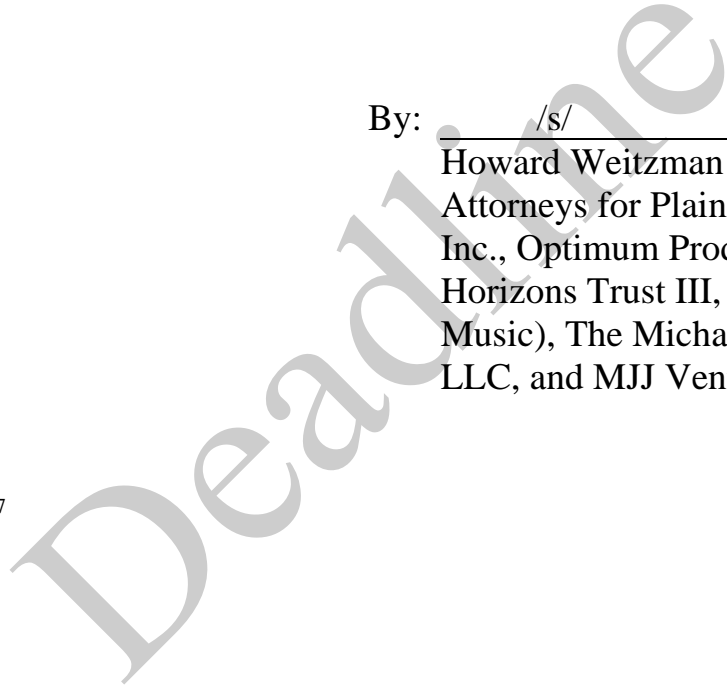 By: /s/
Howard Weitzman
Attorneys for Plain
Inc., Optimum Prod
Horizons Trust III,
Music), The Micha
LLC, and MJJ Ven
7
Deadline